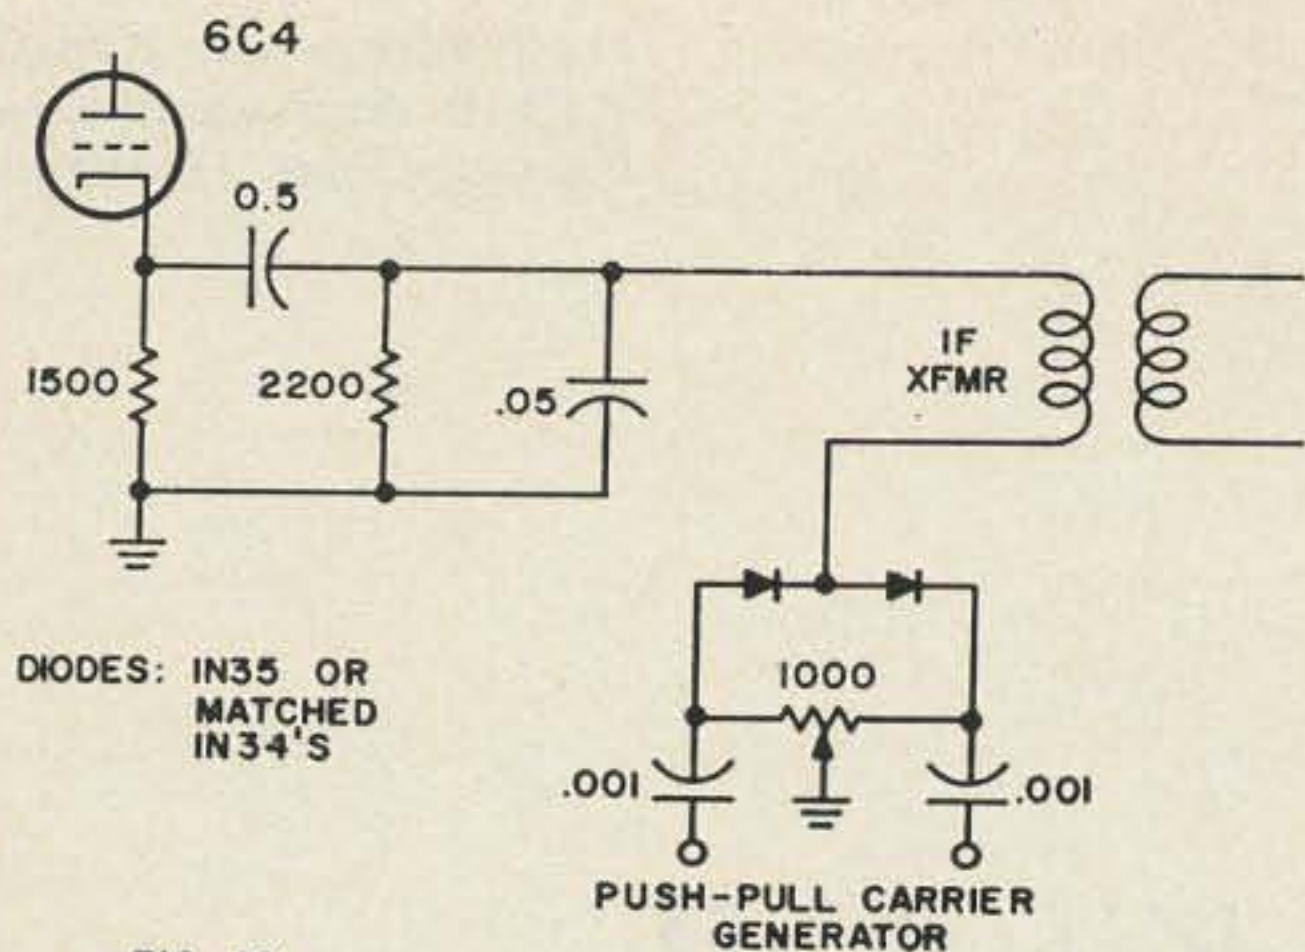 6C4
0.5
1500
2200
.05
IF
XFMR
DIODES: IN35 OR
MATCHED
IN34'S
1000
.001
.001
PUSH-PULL CARRIER
GENERATOR